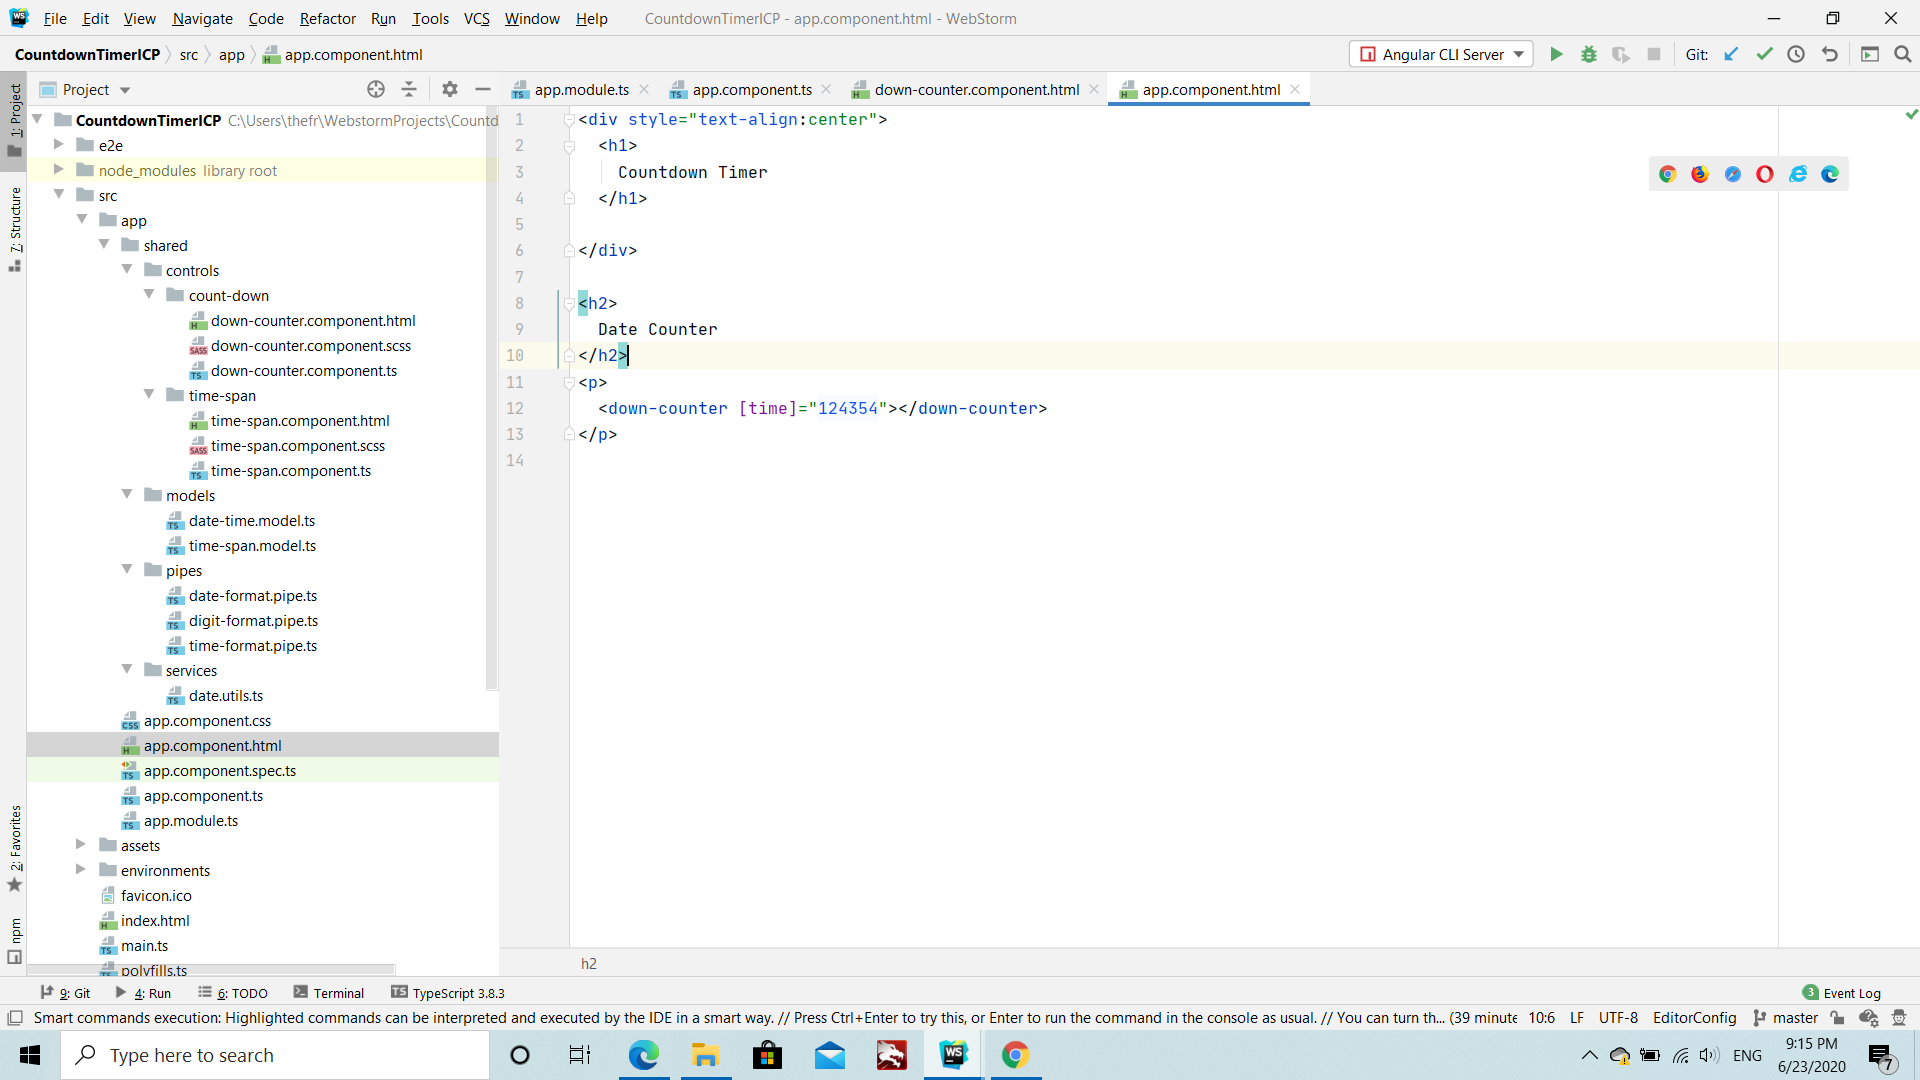 File Edit View Navigate Code Refactor Run Tools VCS Window Help CountdownTimerICP - app.component.html - WebStorm
CountdownTimerICP src app app.component.html Angular CLI Server Git:
Project app.module.ts app.component.ts down-counter.component.html app.component.html
1: Project
7: Structure
2: Favorites
npm
CountdownTimerICP C:\Users\thefr\WebstormProjects\Countd
e2e
node_modules library root
src
app
shared
controls
count-down
down-counter.component.html
down-counter.component.scss
down-counter.component.ts
time-span
time-span.component.html
time-span.component.scss
time-span.component.ts
models
date-time.model.ts
time-span.model.ts
pipes
date-format.pipe.ts
digit-format.pipe.ts
time-format.pipe.ts
services
date.utils.ts
app.component.css
app.component.html
app.component.spec.ts
app.component.ts
app.module.ts
assets
environments
favicon.ico
index.html
main.ts
polyfills.ts
1 <div style="text-align:center">
2 <h1>
3 Countdown Timer
4 </h1>
5
6 </div>
7
8 <h2>
9 Date Counter
10 </h2>
11 <p>
12 <down-counter [time]="124354"></down-counter>
13 </p>
14
h2
9: Git 4: Run 6: TODO Terminal TypeScript 3.8.3 3 Event Log
Smart commands execution: Highlighted commands can be interpreted and executed by the IDE in a smart way. // Press Ctrl+Enter to try this, or Enter to run the command in the console as usual. // You can turn th... (39 minute 10:6 LF UTF-8 EditorConfig master
Type here to search ENG 9:15 PM
6/23/2020 7